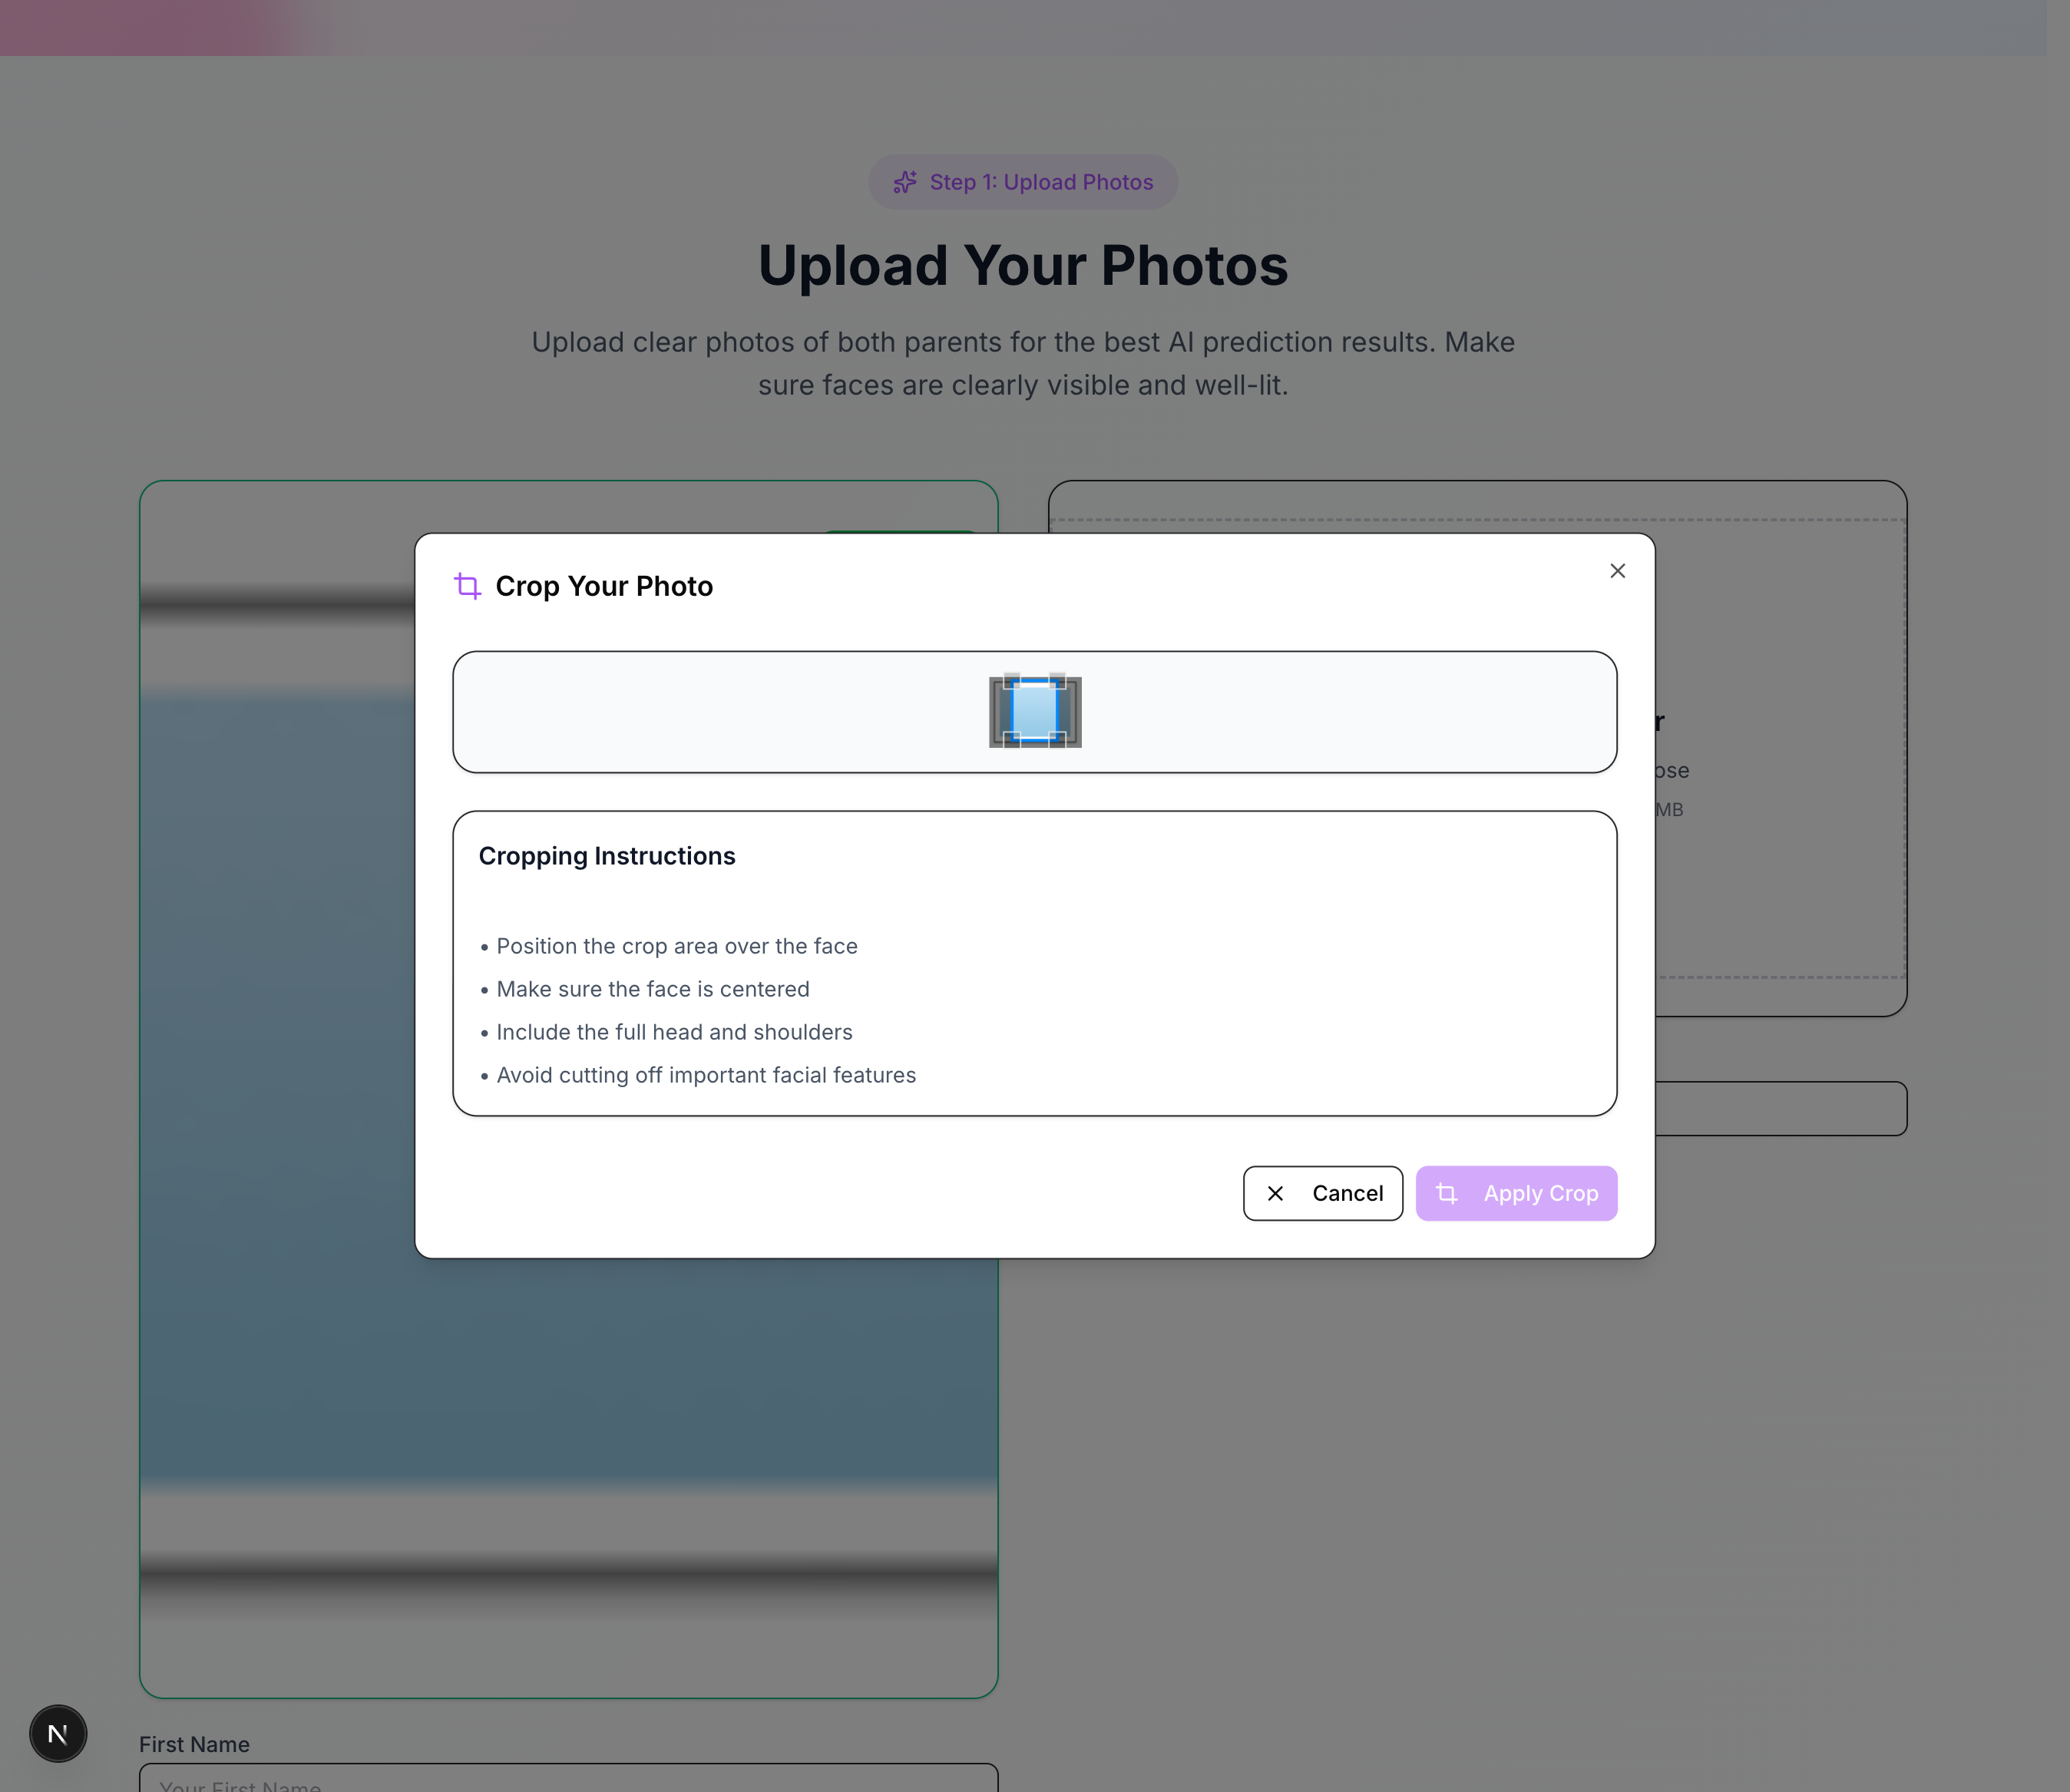 Step 1: Upload Photos
Upload Your Photos
Upload clear photos of both parents for the best AI prediction results. Make
sure faces are clearly visible and well-lit.
Crop Your Photo
Cropping Instructions
• Position the crop area over the face
• Make sure the face is centered
• Include the full head and shoulders
• Avoid cutting off important facial features
Cancel
Apply Crop
MB
N
First Name
Your First Name